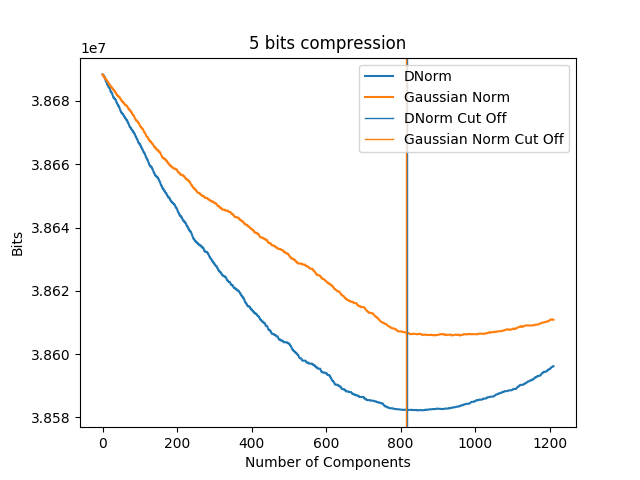 5 bits compression
1e7
DNorm
Gaussian Norm
DNorm Cut Off
Gaussian Norm Cut Off
3.868
3.866
3.864
3.862
3.860
3.858
Bits
0 200 400 600 800 1000 1200
Number of Components